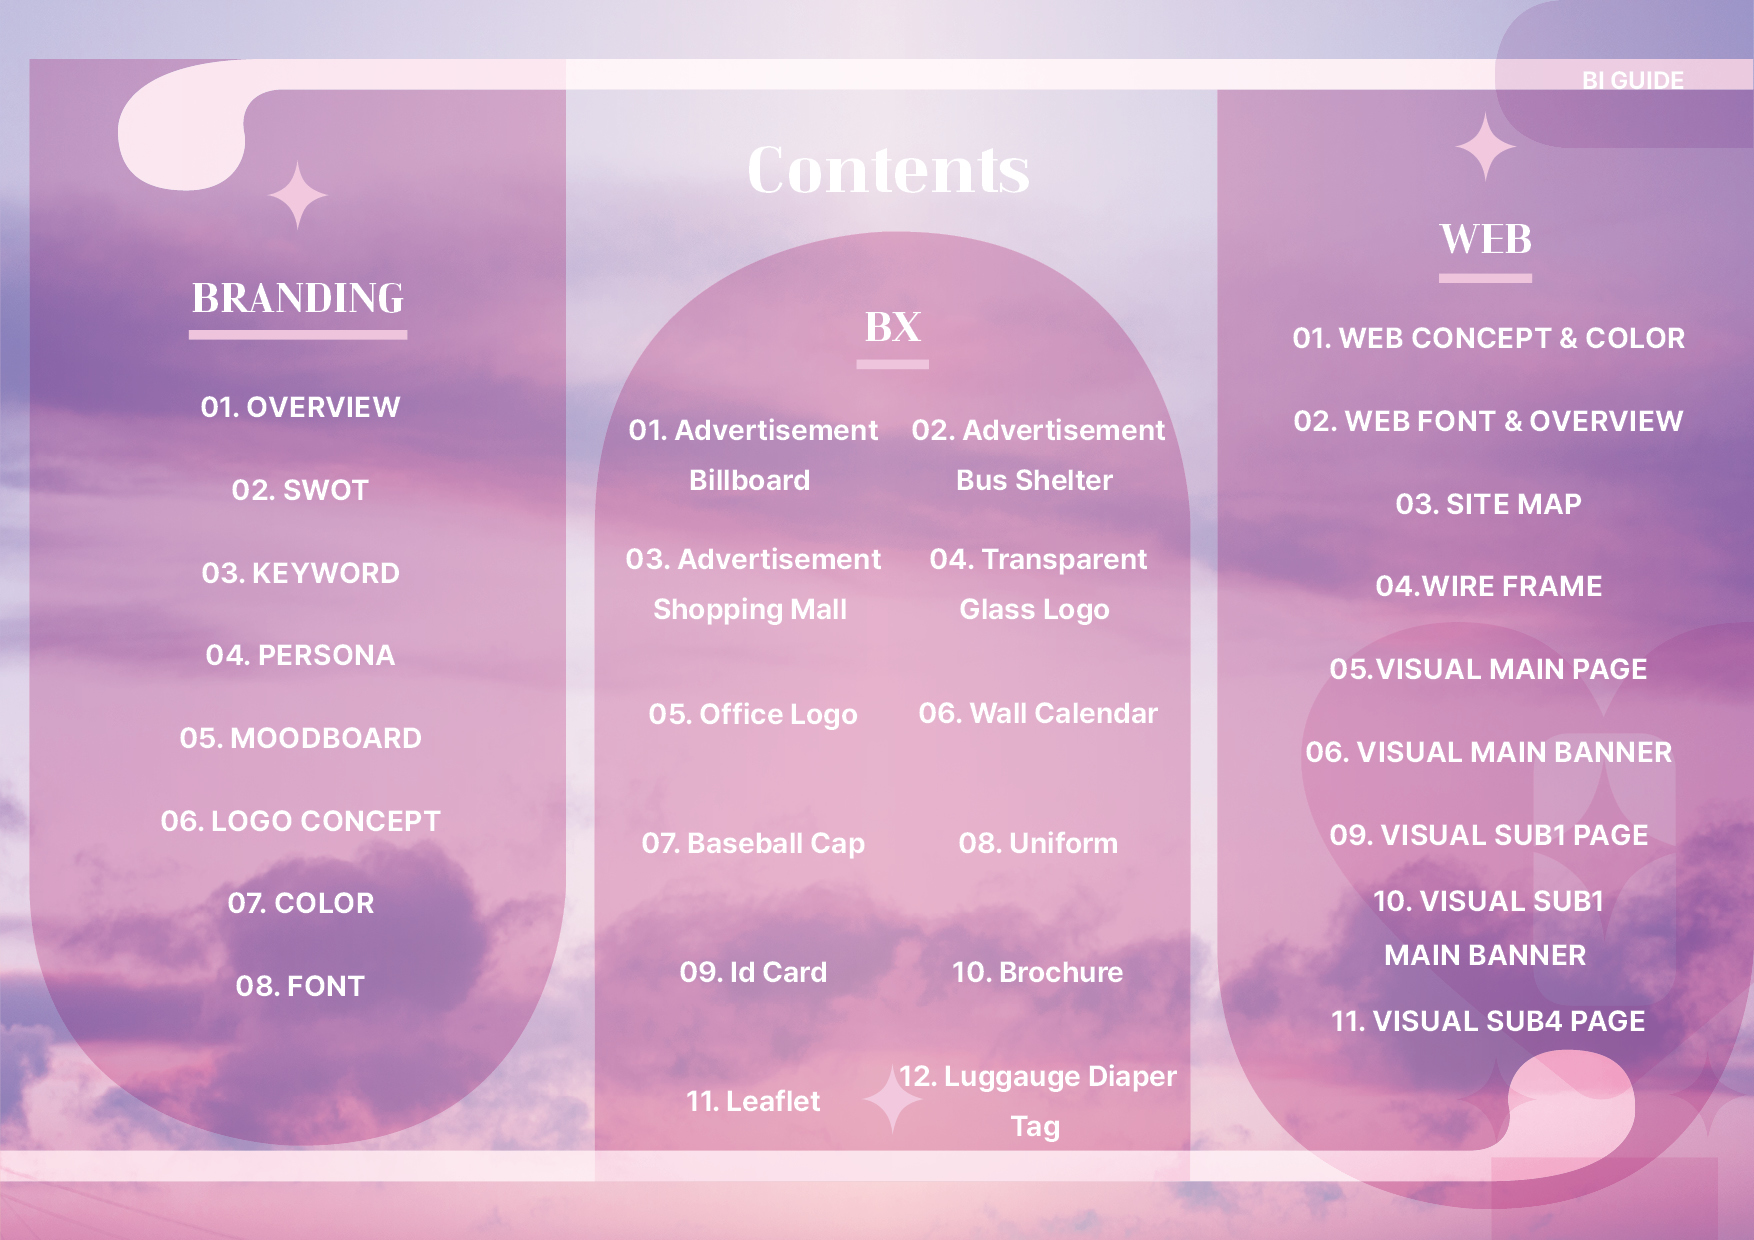 BI GUIDE
Contents
BRANDING
01. OVERVIEW
02. SWOT
03. KEYWORD
04. PERSONA
05. MOODBOARD
06. LOGO CONCEPT
07. COLOR
08. FONT
BX
01. Advertisement
Billboard
02. Advertisement
Bus Shelter
03. Advertisement
Shopping Mall
04. Transparent
Glass Logo
05. Office Logo
06. Wall Calendar
07. Baseball Cap
08. Uniform
09. Id Card
10. Brochure
11. Leaflet
12. Luggauge Diaper
Tag
WEB
01. WEB CONCEPT & COLOR
02. WEB FONT & OVERVIEW
03. SITE MAP
04.WIRE FRAME
05.VISUAL MAIN PAGE
06. VISUAL MAIN BANNER
09. VISUAL SUB1 PAGE
10. VISUAL SUB1
MAIN BANNER
11. VISUAL SUB4 PAGE